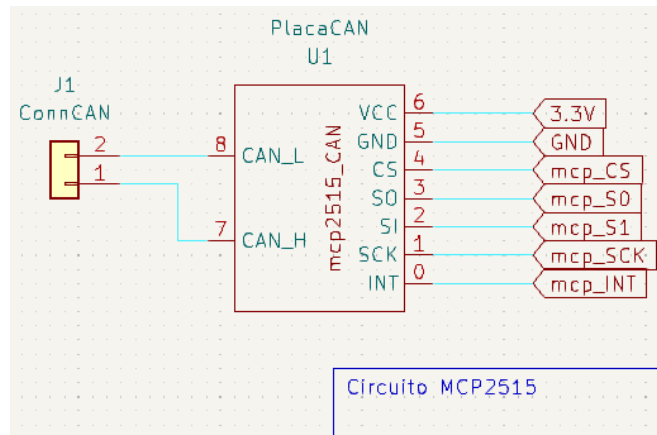 PlacaCAN
U1
J1
ConnCAN
2
1
8
7
CAN_L
CAN_H
mcp2515_CAN
VCC 6 3.3V
GND 5 GND
CS 4 mcp_CS
SO 3 mcp_SO
SI 2 mcp_S1
SCK 1 mcp_SCK
INT 0 mcp_INT
Circuito MCP2515